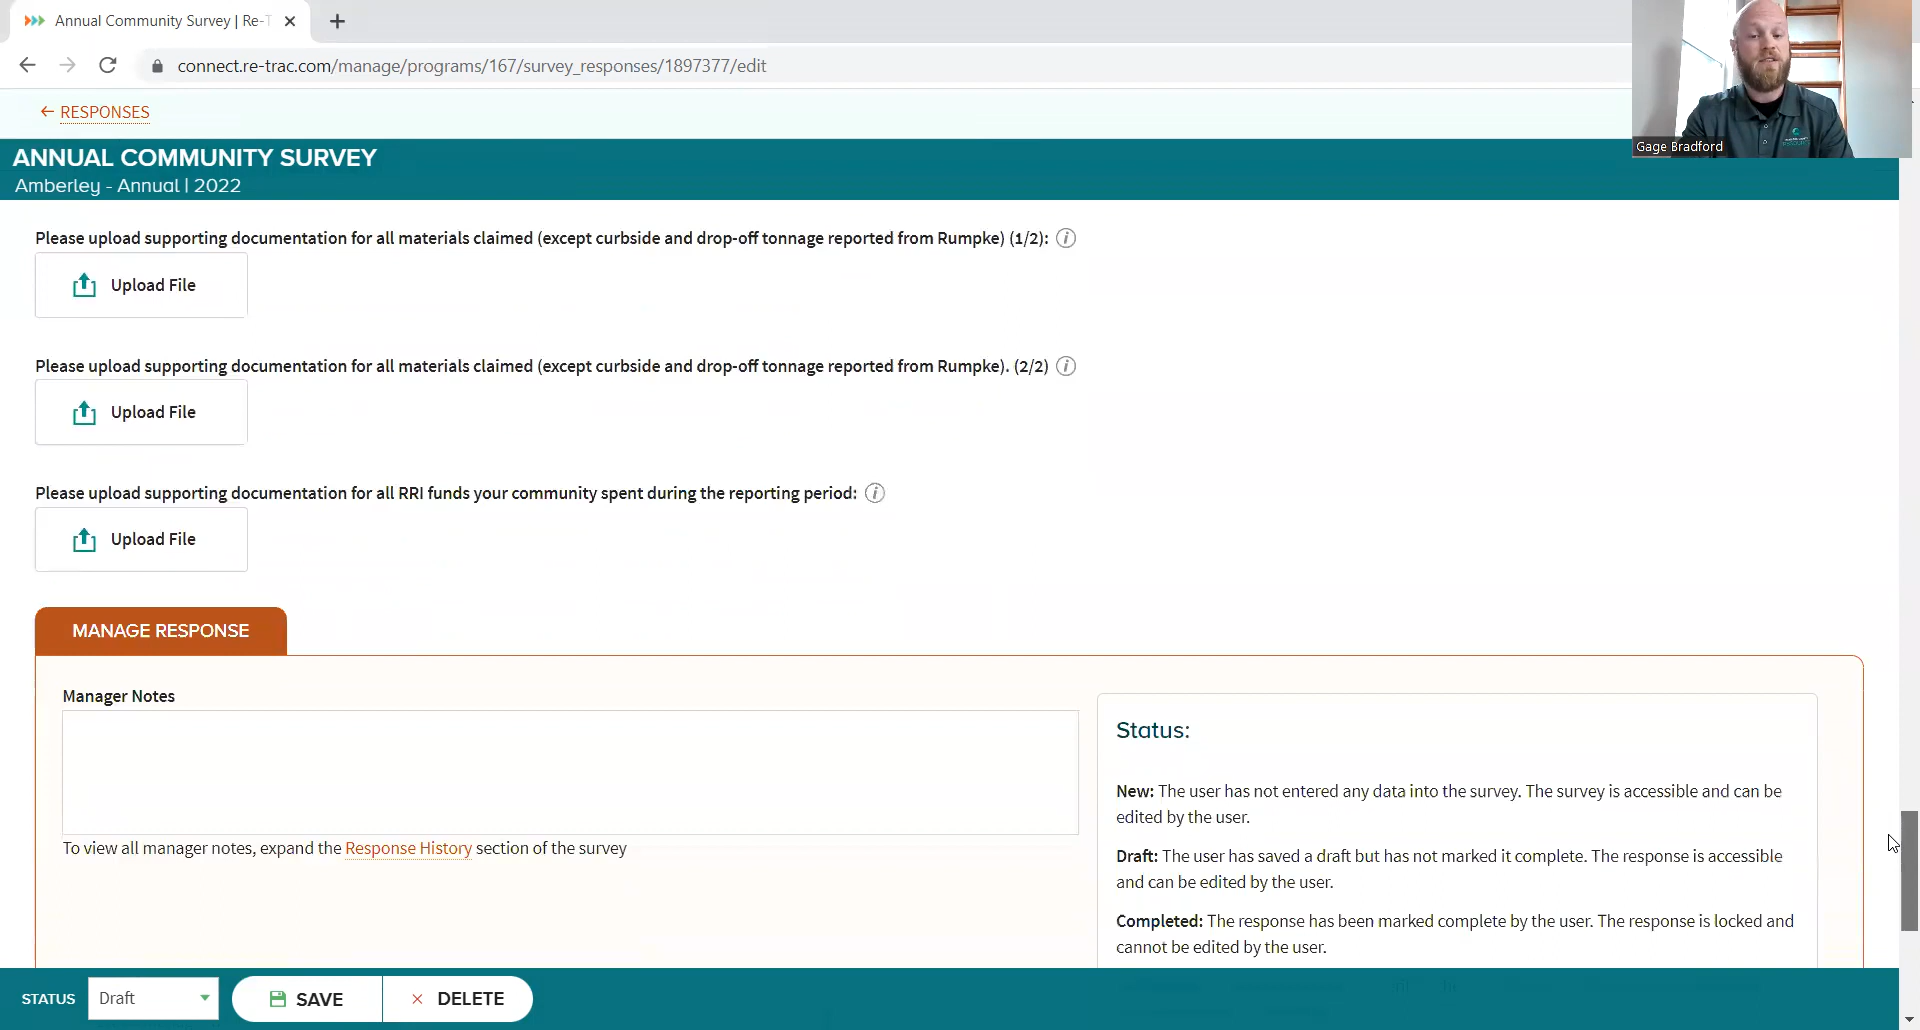 Annual Community Survey | Re-T
connect.re-trac.com/manage/programs/167/survey_responses/1897377/edit
RESPONSES
Gage Bradford
ANNUAL COMMUNITY SURVEY
Amberley - Annual | 2022
Please upload supporting documentation for all materials claimed (except curbside and drop-off tonnage reported from Rumpke) (1/2):
Upload File
Please upload supporting documentation for all materials claimed (except curbside and drop-off tonnage reported from Rumpke). (2/2)
Upload File
Please upload supporting documentation for all RRI funds your community spent during the reporting period:
Upload File
MANAGE RESPONSE
Manager Notes
To view all manager notes, expand the Response History section of the survey
Status:
New: The user has not entered any data into the survey. The survey is accessible and can be
edited by the user.
Draft: The user has saved a draft but has not marked it complete. The response is accessible
and can be edited by the user.
Completed: The response has been marked complete by the user. The response is locked and
cannot be edited by the user.
STATUS
Draft
SAVE
DELETE